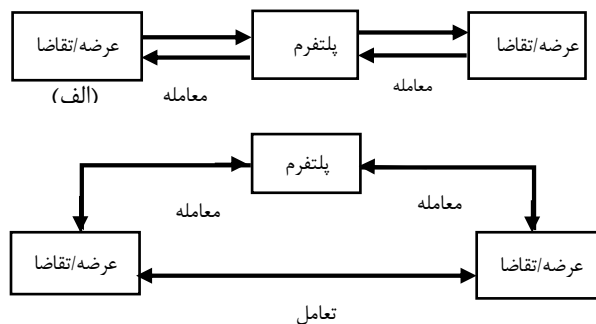 عرضه/تقاضا
پلتفرم
عرضه/تقاضا
معامله
معامله
(الف)
پلتفرم
معامله
معامله
عرضه/تقاضا
عرضه/تقاضا
تعامل